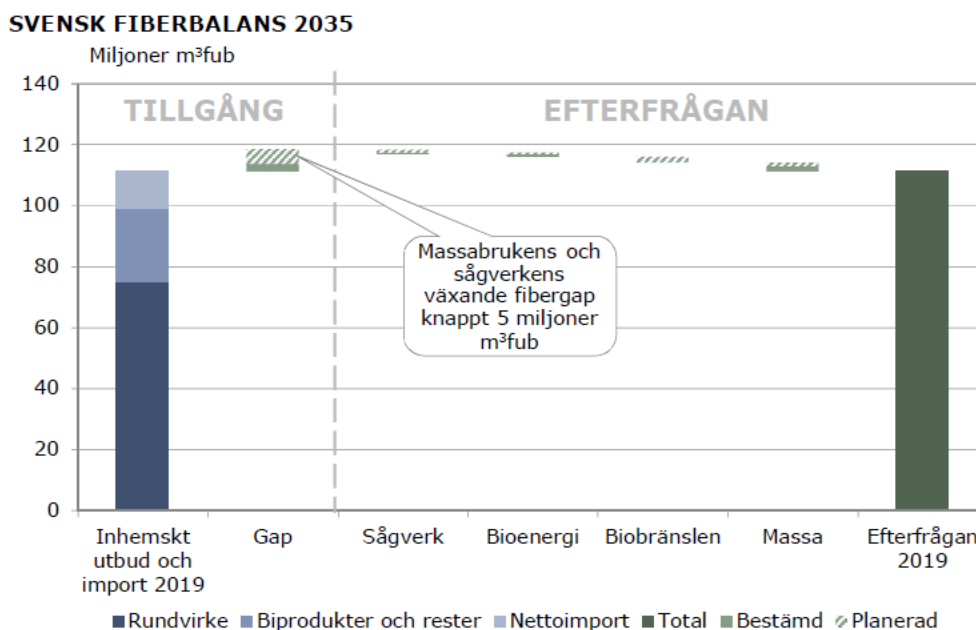 SVENSK FIBERBALANS 2035
Miljoner m³fub
140
120
100
80
60
40
20
0
TILLGÅNG
EFTERFRÅGAN
Massabrukens och
sågverkens
växande fibergap
knappt 5 miljoner
m³fub
Inhemskt
utbud och
import 2019
Gap
Sågverk
Bioenergi
Biobränslen
Massa
Efterfrågan
2019
Rundvirke
Biprodukter och rester
Nettoimport
Total
Bestämd
Planerad